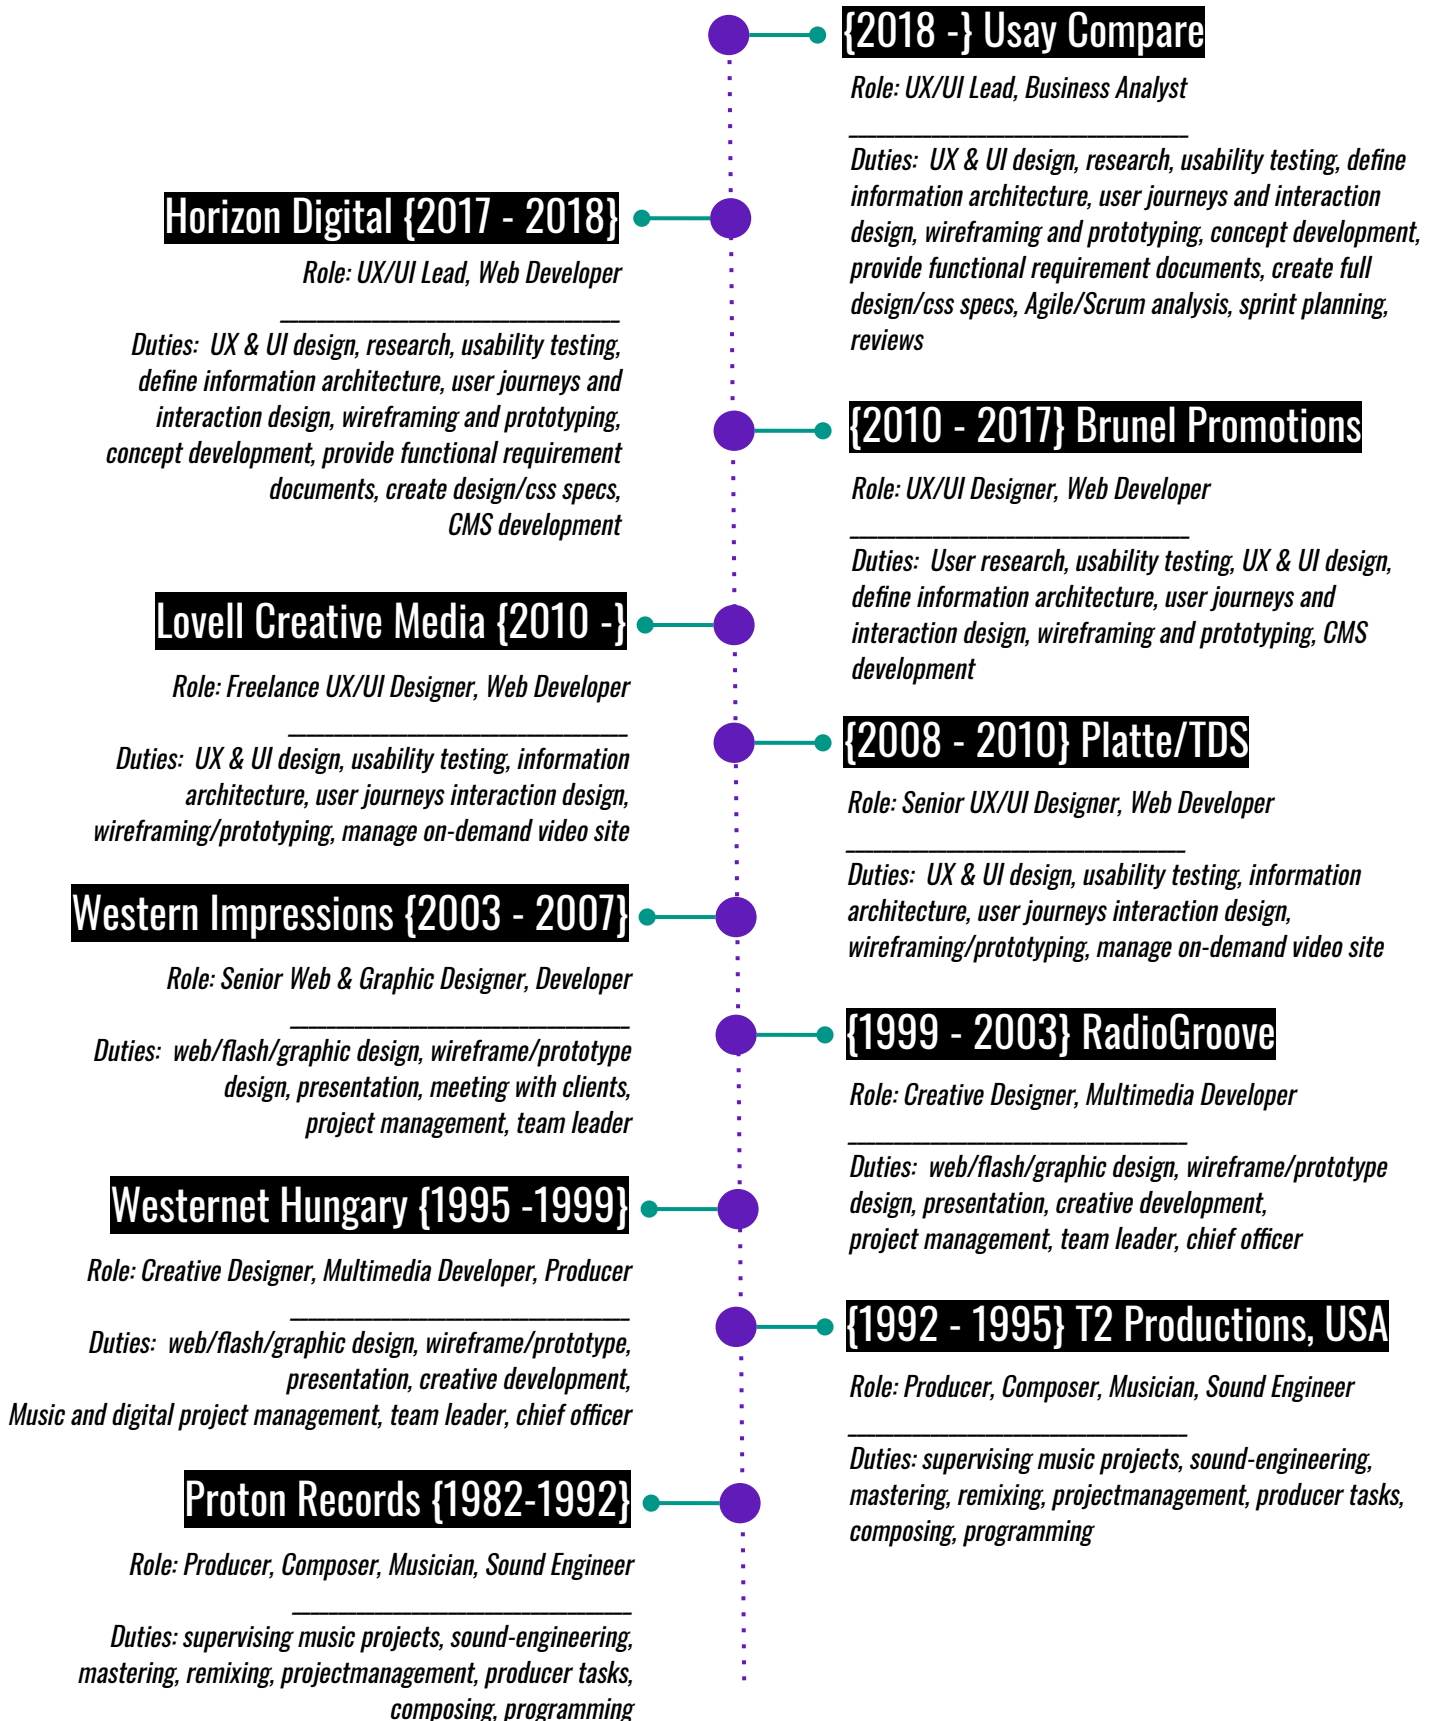 {2018 -} Usay Compare
Role: UX/UI Lead, Business Analyst
Duties: UX & UI design, research, usability testing, define
information architecture, user journeys and interaction
design, wireframing and prototyping, concept development,
provide functional requirement documents, create full
design/css specs, Agile/Scrum analysis, sprint planning,
reviews
Horizon Digital {2017 - 2018}
Role: UX/UI Lead, Web Developer
Duties: UX & UI design, research, usability testing,
define information architecture, user journeys and
interaction design, wireframing and prototyping,
concept development, provide functional requirement
documents, create design/css specs,
CMS development
{2010 - 2017} Brunel Promotions
Role: UX/UI Designer, Web Developer
Duties: User research, usability testing, UX & UI design,
define information architecture, user journeys and
interaction design, wireframing and prototyping, CMS
development
Lovell Creative Media {2010 -}
Role: Freelance UX/UI Designer, Web Developer
Duties: UX & UI design, usability testing, information
architecture, user journeys interaction design,
wireframing/prototyping, manage on-demand video site
{2008 - 2010} Platte/TDS
Role: Senior UX/UI Designer, Web Developer
Duties: UX & UI design, usability testing, information
architecture, user journeys interaction design,
wireframing/prototyping, manage on-demand video site
Western Impressions {2003 - 2007}
Role: Senior Web & Graphic Designer, Developer
Duties: web/flash/graphic design, wireframe/prototype
design, presentation, meeting with clients,
project management, team leader
{1999 - 2003} RadioGroove
Role: Creative Designer, Multimedia Developer
Duties: web/flash/graphic design, wireframe/prototype
design, presentation, creative development,
project management, team leader, chief officer
Westernet Hungary {1995 -1999}
Role: Creative Designer, Multimedia Developer, Producer
Duties: web/flash/graphic design, wireframe/prototype,
presentation, creative development,
Music and digital project management, team leader, chief officer
{1992 - 1995} T2 Productions, USA
Role: Producer, Composer, Musician, Sound Engineer
Duties: supervising music projects, sound-engineering,
mastering, remixing, projectmanagement, producer tasks,
composing, programming
Proton Records {1982-1992}
Role: Producer, Composer, Musician, Sound Engineer
Duties: supervising music projects, sound-engineering,
mastering, remixing, projectmanagement, producer tasks,
composing, programming